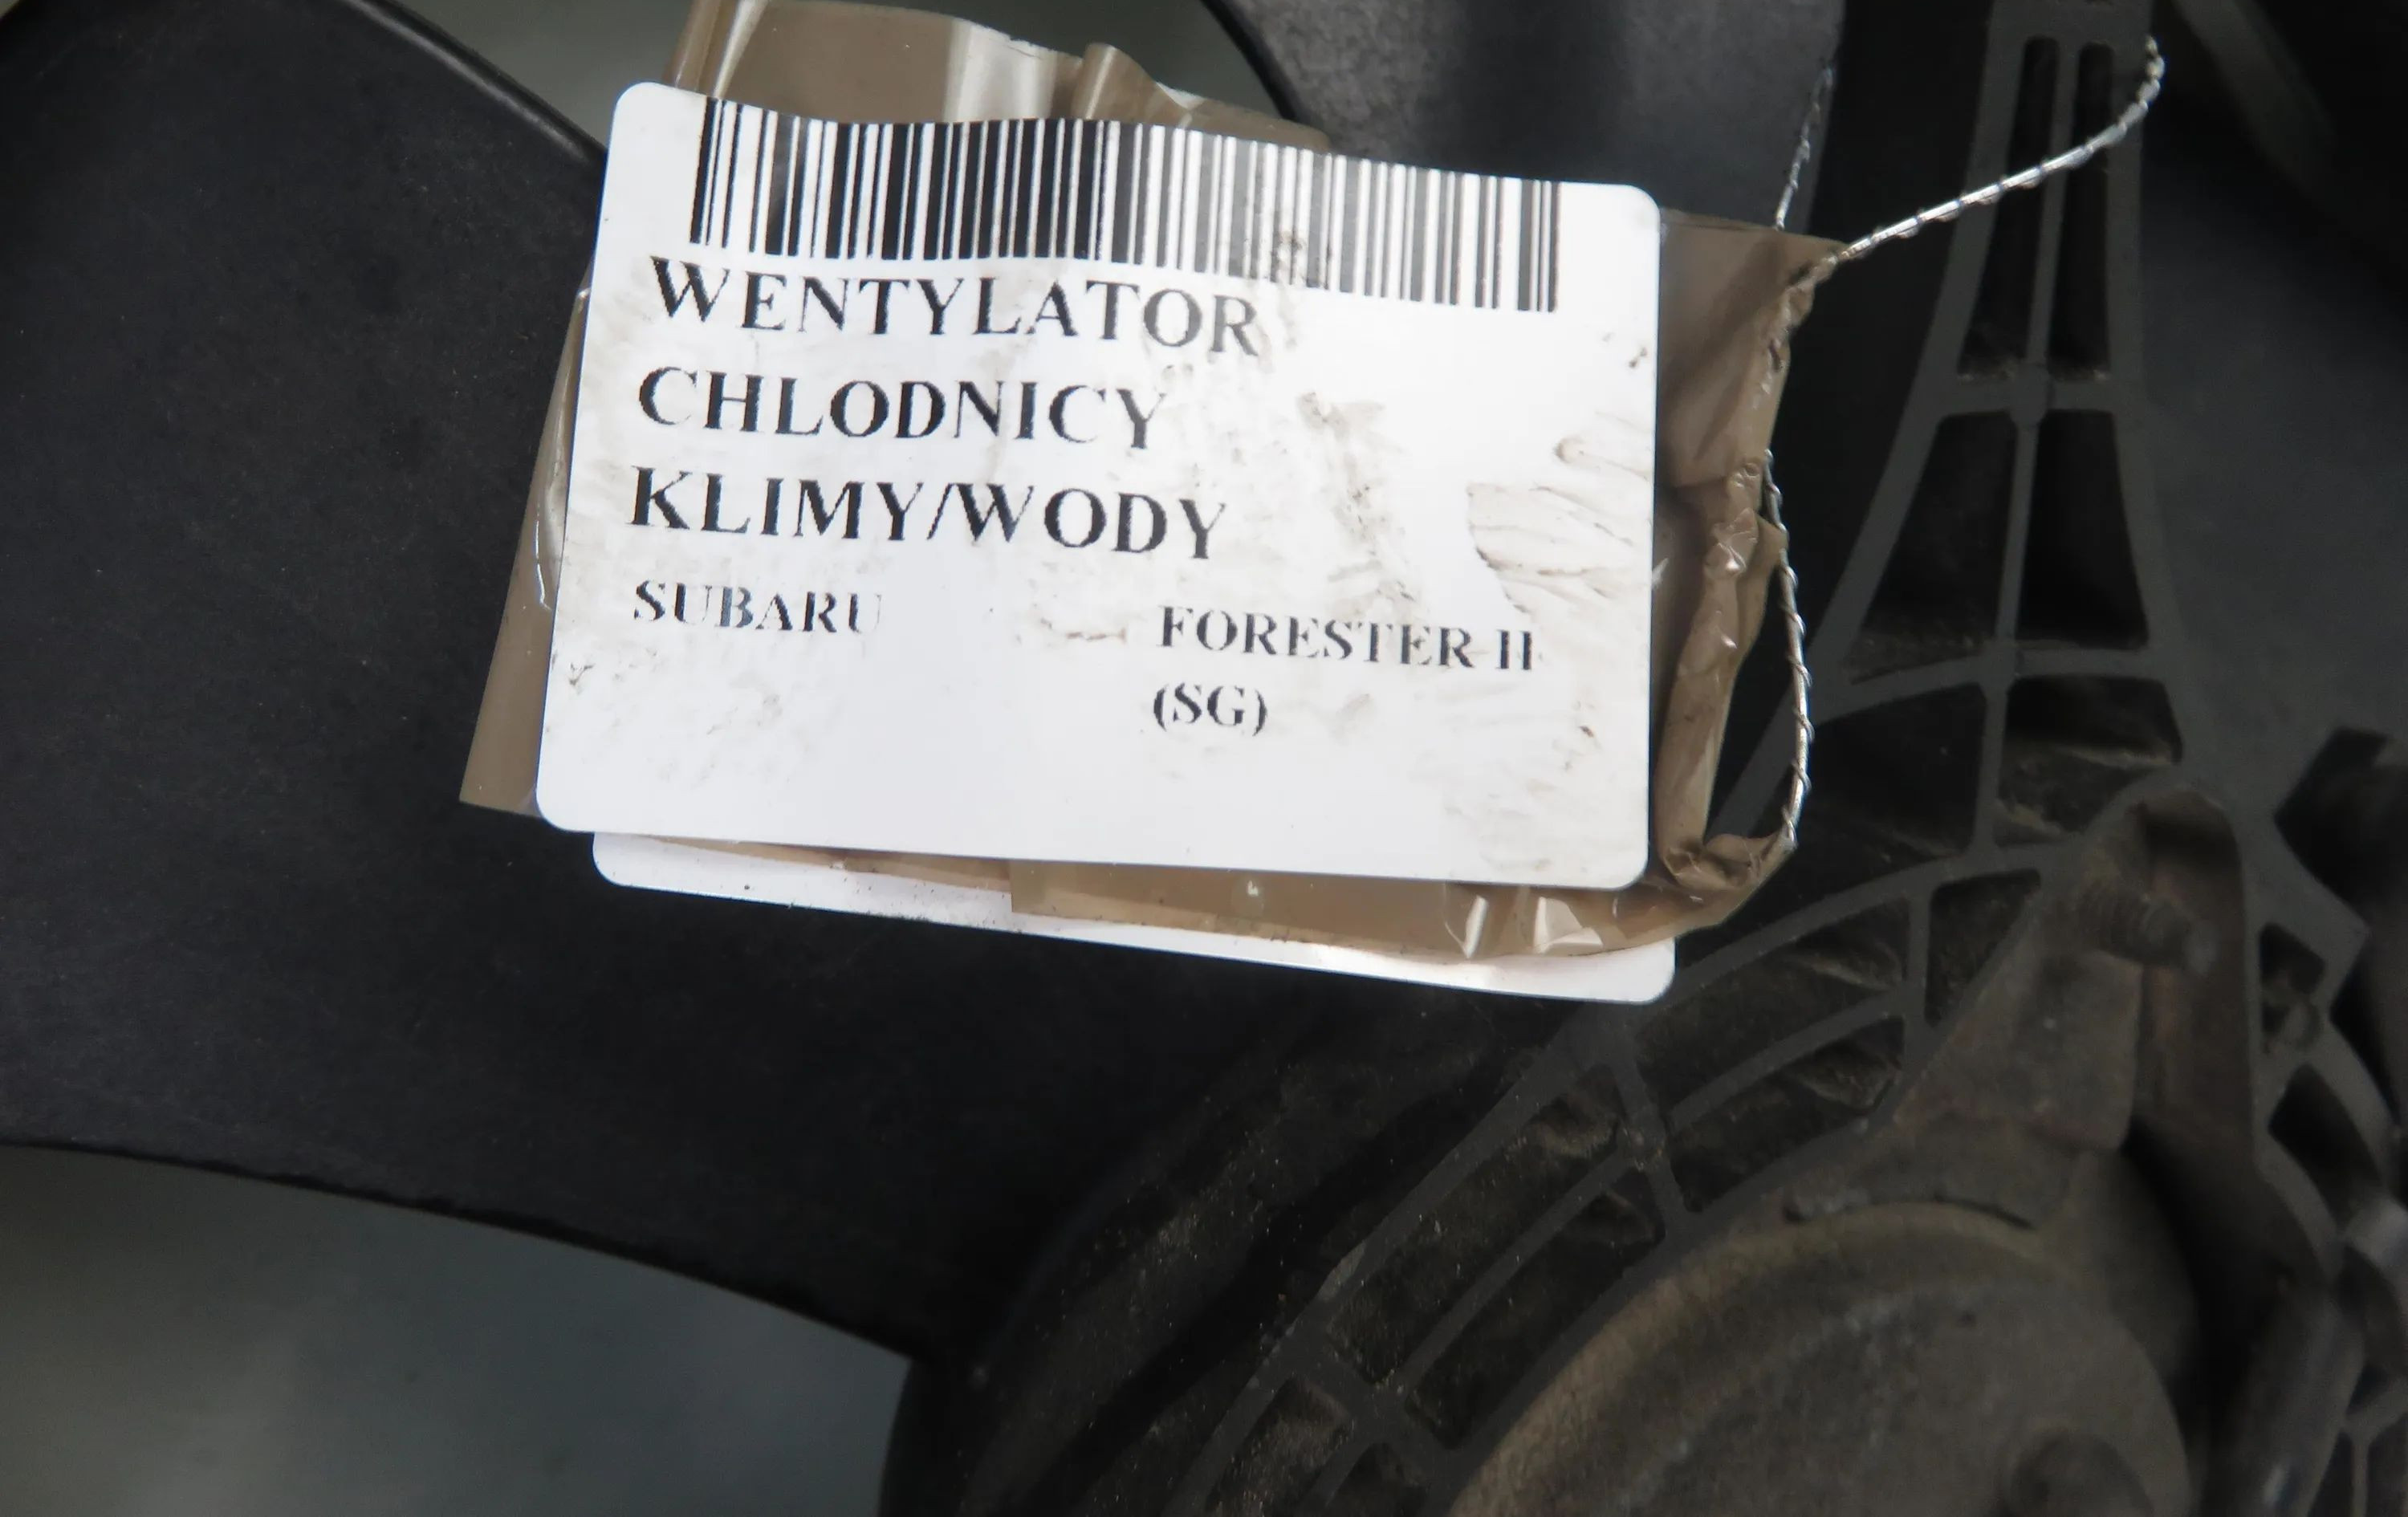 WENTYLATOR
CHLODNICY
KLIMY/WODY
SUBARU FORESTER II
(SG)